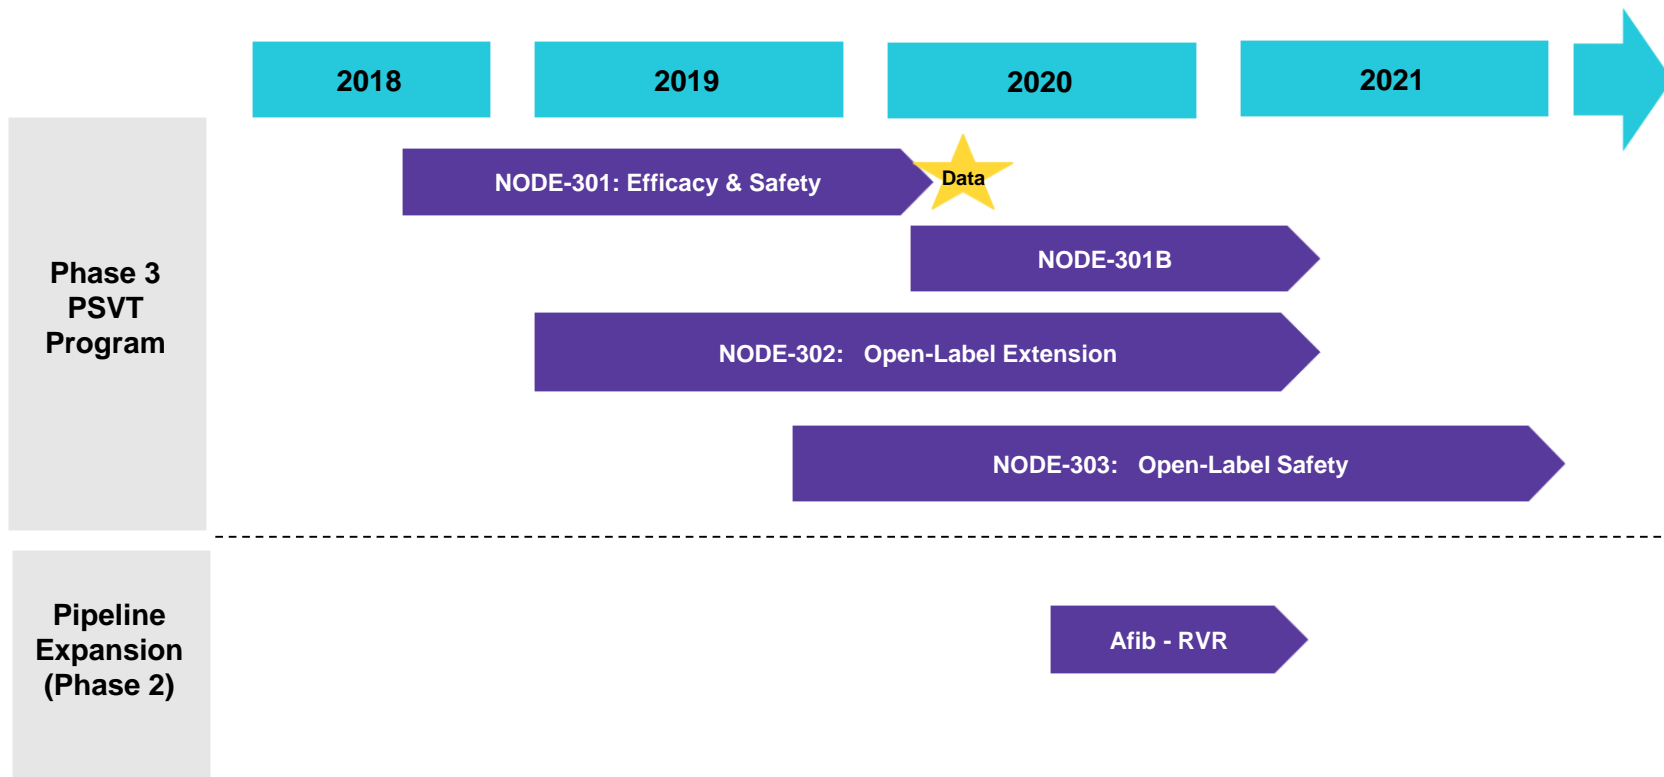 2018
2019
2020
2021
Phase 3
PSVT
Program
NODE-301: Efficacy & Safety
Data
NODE-301B
NODE-302: Open-Label Extension
NODE-303: Open-Label Safety
Pipeline
Expansion
(Phase 2)
Afib - RVR